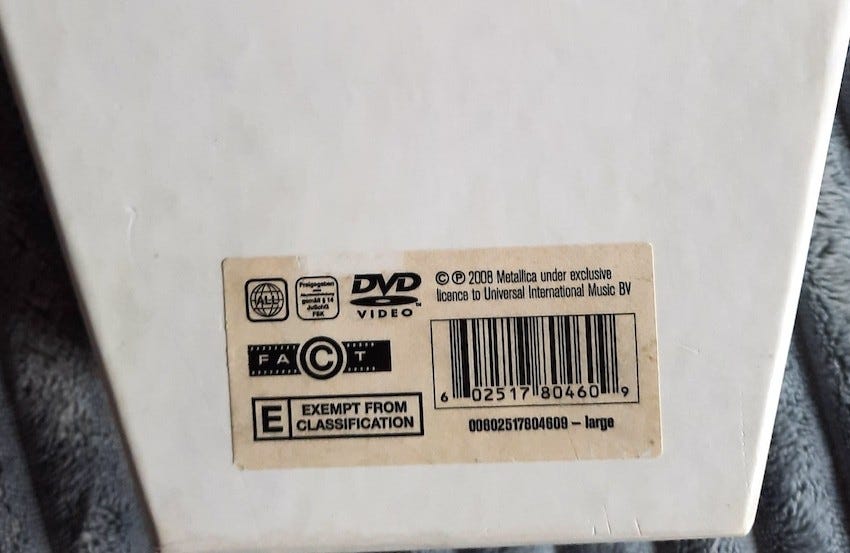 ALL
Freigegeben
gemäß § 14
JuSchG
FSK
DVD
VIDEO
© ℗ 2008 Metallica under exclusive
licence to Universal International Music BV
FA©T
E EXEMPT FROM
CLASSIFICATION
6 02517 80460 9
00602517804609 – large